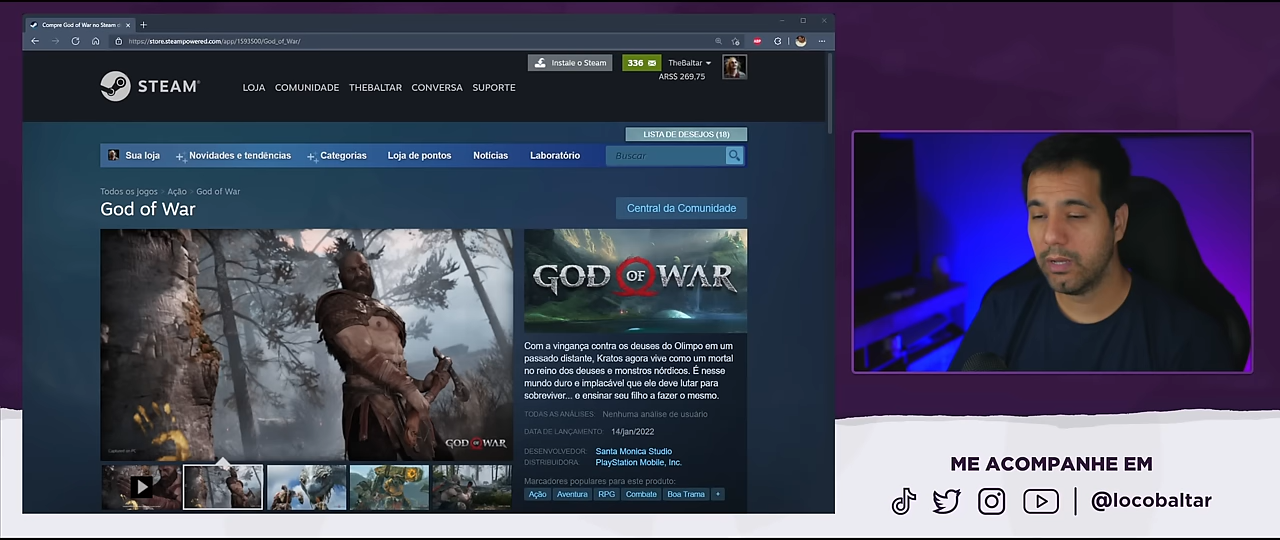 Compre God of War no Steam d
https://store.steampowered.com/app/1593500/God_of_War/
Instale o Steam
336
TheBaltar
ARS$ 269,75
STEAM
LOJA COMUNIDADE THEBALTAR CONVERSA SUPORTE
LISTA DE DESEJOS (18)
Sua loja Novidades e tendências Categorias Loja de pontos Notícias Laboratório Buscar
Todos os jogos > Ação > God of War
God of War
Central da Comunidade
GOD OF WAR
GOD OF WAR
Com a vingança contra os deuses do Olimpo em um
passado distante, Kratos agora vive como um mortal
no reino dos deuses e monstros nórdicos. É nesse
mundo duro e implacável que ele deve lutar para
sobreviver... e ensinar seu filho a fazer o mesmo.
TODAS AS ANÁLISES: Nenhuma análise de usuário
DATA DE LANÇAMENTO: 14/jan/2022
DESENVOLVEDOR: Santa Monica Studio
DISTRIBUIDORA: PlayStation Mobile, Inc.
Marcadores populares para este produto:
Ação Aventura RPG Combate Boa Trama +
Captured on PC
ME ACOMPANHE EM
@locobaltar